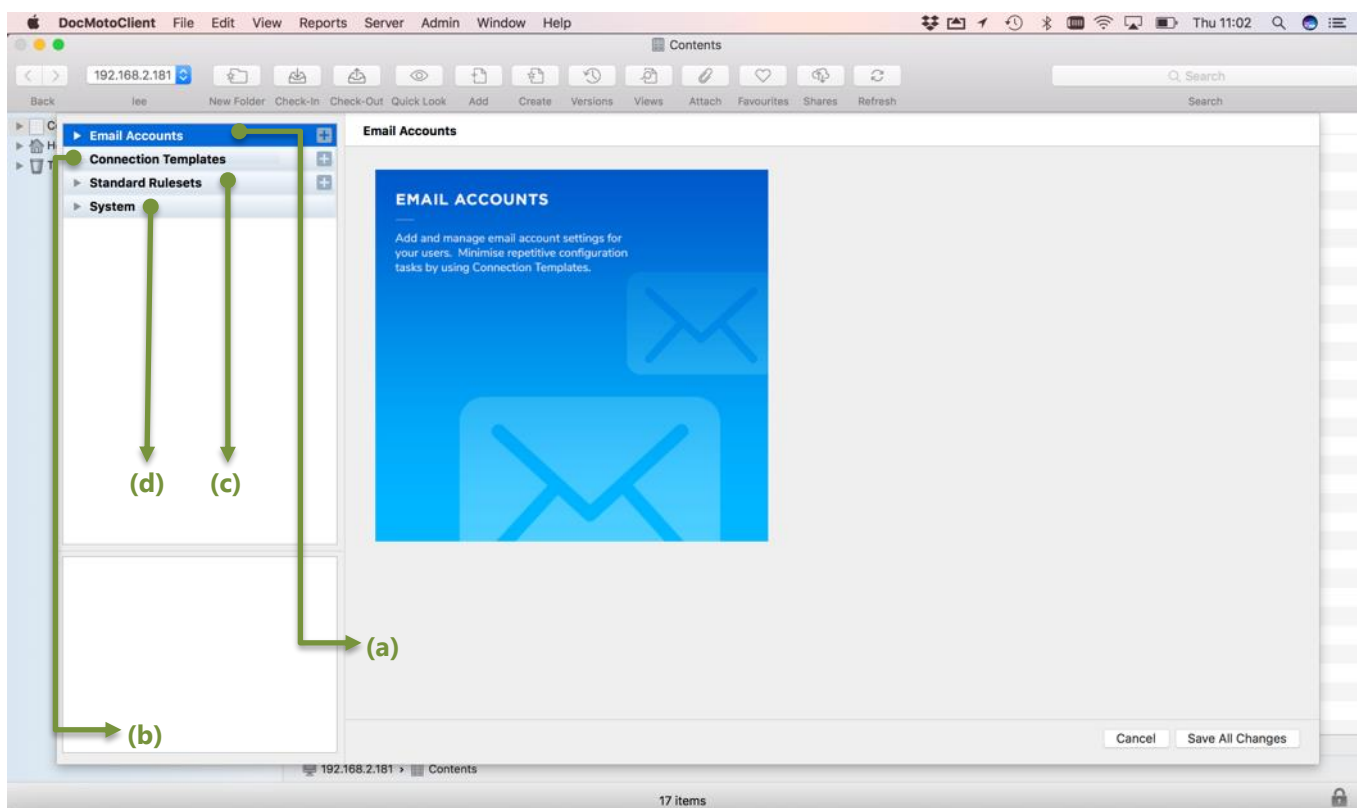 DocMotoClient File Edit View Reports Server Admin Window Help Thu 11:02
Contents
192.168.2.181 Search
Back lee New Folder Check-In Check-Out Quick Look Add Create Versions Views Attach Favourites Shares Refresh Search
Email Accounts
Connection Templates
Standard Rulesets
System
(d) (c)
(a)
(b)
Email Accounts
EMAIL ACCOUNTS
Add and manage email account settings for
your users. Minimise repetitive configuration
tasks by using Connection Templates.
Cancel Save All Changes
192.168.2.181 › Contents
17 items